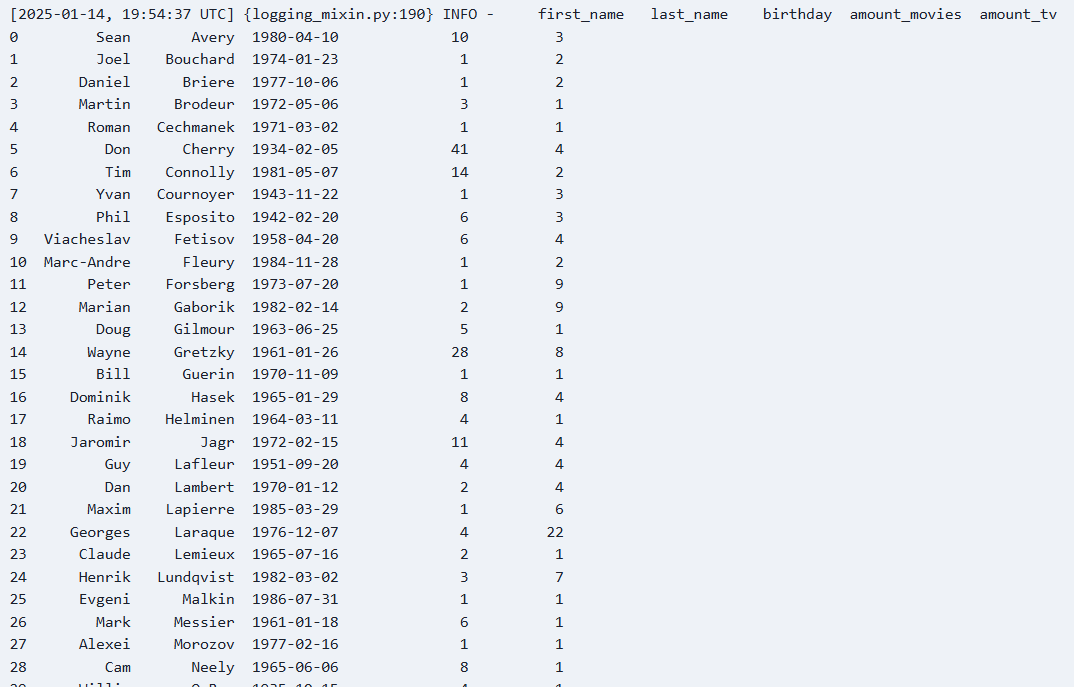 [2025-01-14, 19:54:37 UTC] {logging_mixin.py:190} INFO - first_name last_name birthday amount_movies amount_tv
0 Sean Avery 1980-04-10 10 3
1 Joel Bouchard 1974-01-23 1 2
2 Daniel Briere 1977-10-06 1 2
3 Martin Brodeur 1972-05-06 3 1
4 Roman Cechmanek 1971-03-02 1 1
5 Don Cherry 1934-02-05 41 4
6 Tim Connolly 1981-05-07 14 2
7 Yvan Cournoyer 1943-11-22 1 3
8 Phil Esposito 1942-02-20 6 3
9 Viacheslav Fetisov 1958-04-20 6 4
10 Marc-Andre Fleury 1984-11-28 1 2
11 Peter Forsberg 1973-07-20 1 9
12 Marian Gaborik 1982-02-14 2 9
13 Doug Gilmour 1963-06-25 5 1
14 Wayne Gretzky 1961-01-26 28 8
15 Bill Guerin 1970-11-09 1 1
16 Dominik Hasek 1965-01-29 8 4
17 Raimo Helminen 1964-03-11 4 1
18 Jaromir Jagr 1972-02-15 11 4
19 Guy Lafleur 1951-09-20 4 4
20 Dan Lambert 1970-01-12 2 4
21 Maxim Lapierre 1985-03-29 1 6
22 Georges Laraque 1976-12-07 4 22
23 Claude Lemieux 1965-07-16 2 1
24 Henrik Lundqvist 1982-03-02 3 7
25 Evgeni Malkin 1986-07-31 1 1
26 Mark Messier 1961-01-18 6 1
27 Alexei Morozov 1977-02-16 1 1
28 Cam Neely 1965-06-06 8 1